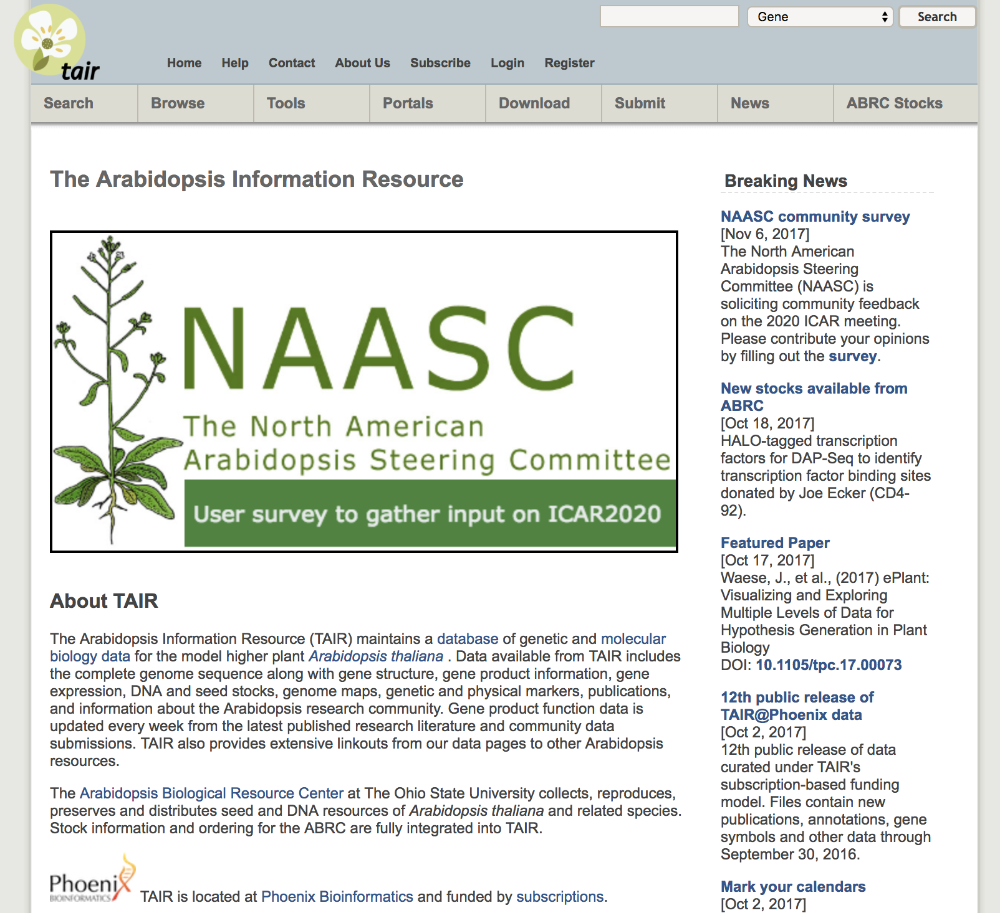 Gene
Search
tair
Home Help Contact About Us Subscribe Login Register
Search Browse Tools Portals Download Submit News ABRC Stocks
The Arabidopsis Information Resource
NAASC
The North American
Arabidopsis Steering Committee
User survey to gather input on ICAR2020
About TAIR
The Arabidopsis Information Resource (TAIR) maintains a database of genetic and molecular
biology data for the model higher plant Arabidopsis thaliana . Data available from TAIR includes
the complete genome sequence along with gene structure, gene product information, gene
expression, DNA and seed stocks, genome maps, genetic and physical markers, publications,
and information about the Arabidopsis research community. Gene product function data is
updated every week from the latest published research literature and community data
submissions. TAIR also provides extensive linkouts from our data pages to other Arabidopsis
resources.
The Arabidopsis Biological Resource Center at The Ohio State University collects, reproduces,
preserves and distributes seed and DNA resources of Arabidopsis thaliana and related species.
Stock information and ordering for the ABRC are fully integrated into TAIR.
Phoenix
BIOINFORMATICS
TAIR is located at Phoenix Bioinformatics and funded by subscriptions.
Breaking News
NAASC community survey
[Nov 6, 2017]
The North American
Arabidopsis Steering
Committee (NAASC) is
soliciting community feedback
on the 2020 ICAR meeting.
Please contribute your opinions
by filling out the survey.
New stocks available from
ABRC
[Oct 18, 2017]
HALO-tagged transcription
factors for DAP-Seq to identify
transcription factor binding sites
donated by Joe Ecker (CD4-
92).
Featured Paper
[Oct 17, 2017]
Waese, J., et al., (2017) ePlant:
Visualizing and Exploring
Multiple Levels of Data for
Hypothesis Generation in Plant
Biology
DOI: 10.1105/tpc.17.00073
12th public release of
TAIR@Phoenix data
[Oct 2, 2017]
12th public release of data
curated under TAIR's
subscription-based funding
model. Files contain new
publications, annotations, gene
symbols and other data through
September 30, 2016.
Mark your calendars
[Oct 2, 2017]